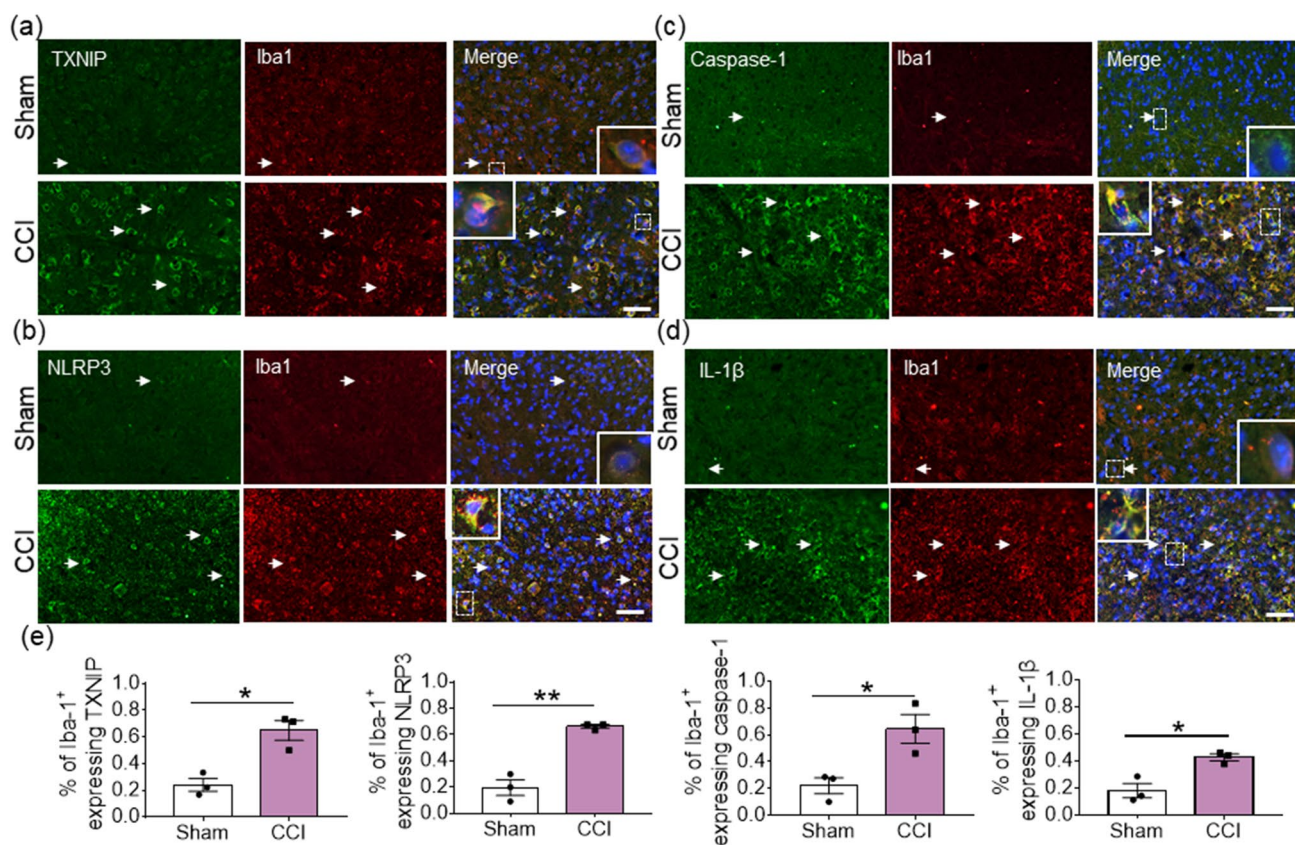 (a)
TXNIP Iba1 Merge
Sham
CCI
(b)
NLRP3 Iba1 Merge
Sham
CCI
(c)
Caspase-1 Iba1 Merge
Sham
CCI
(d)
IL-1β Iba1 Merge
Sham
CCI
(e)
% of Iba-1+
expressing TXNIP
1.0
0.8
0.6
0.4
0.2
0.0
*
Sham CCI
% of Iba-1+
expressing NLRP3
1.0
0.8
0.6
0.4
0.2
0.0
**
Sham CCI
% of Iba-1+
expressing caspase-1
1.0
0.8
0.6
0.4
0.2
0.0
*
Sham CCI
% of Iba-1+
expressing IL-1β
1.0
0.8
0.6
0.4
0.2
0.0
*
Sham CCI